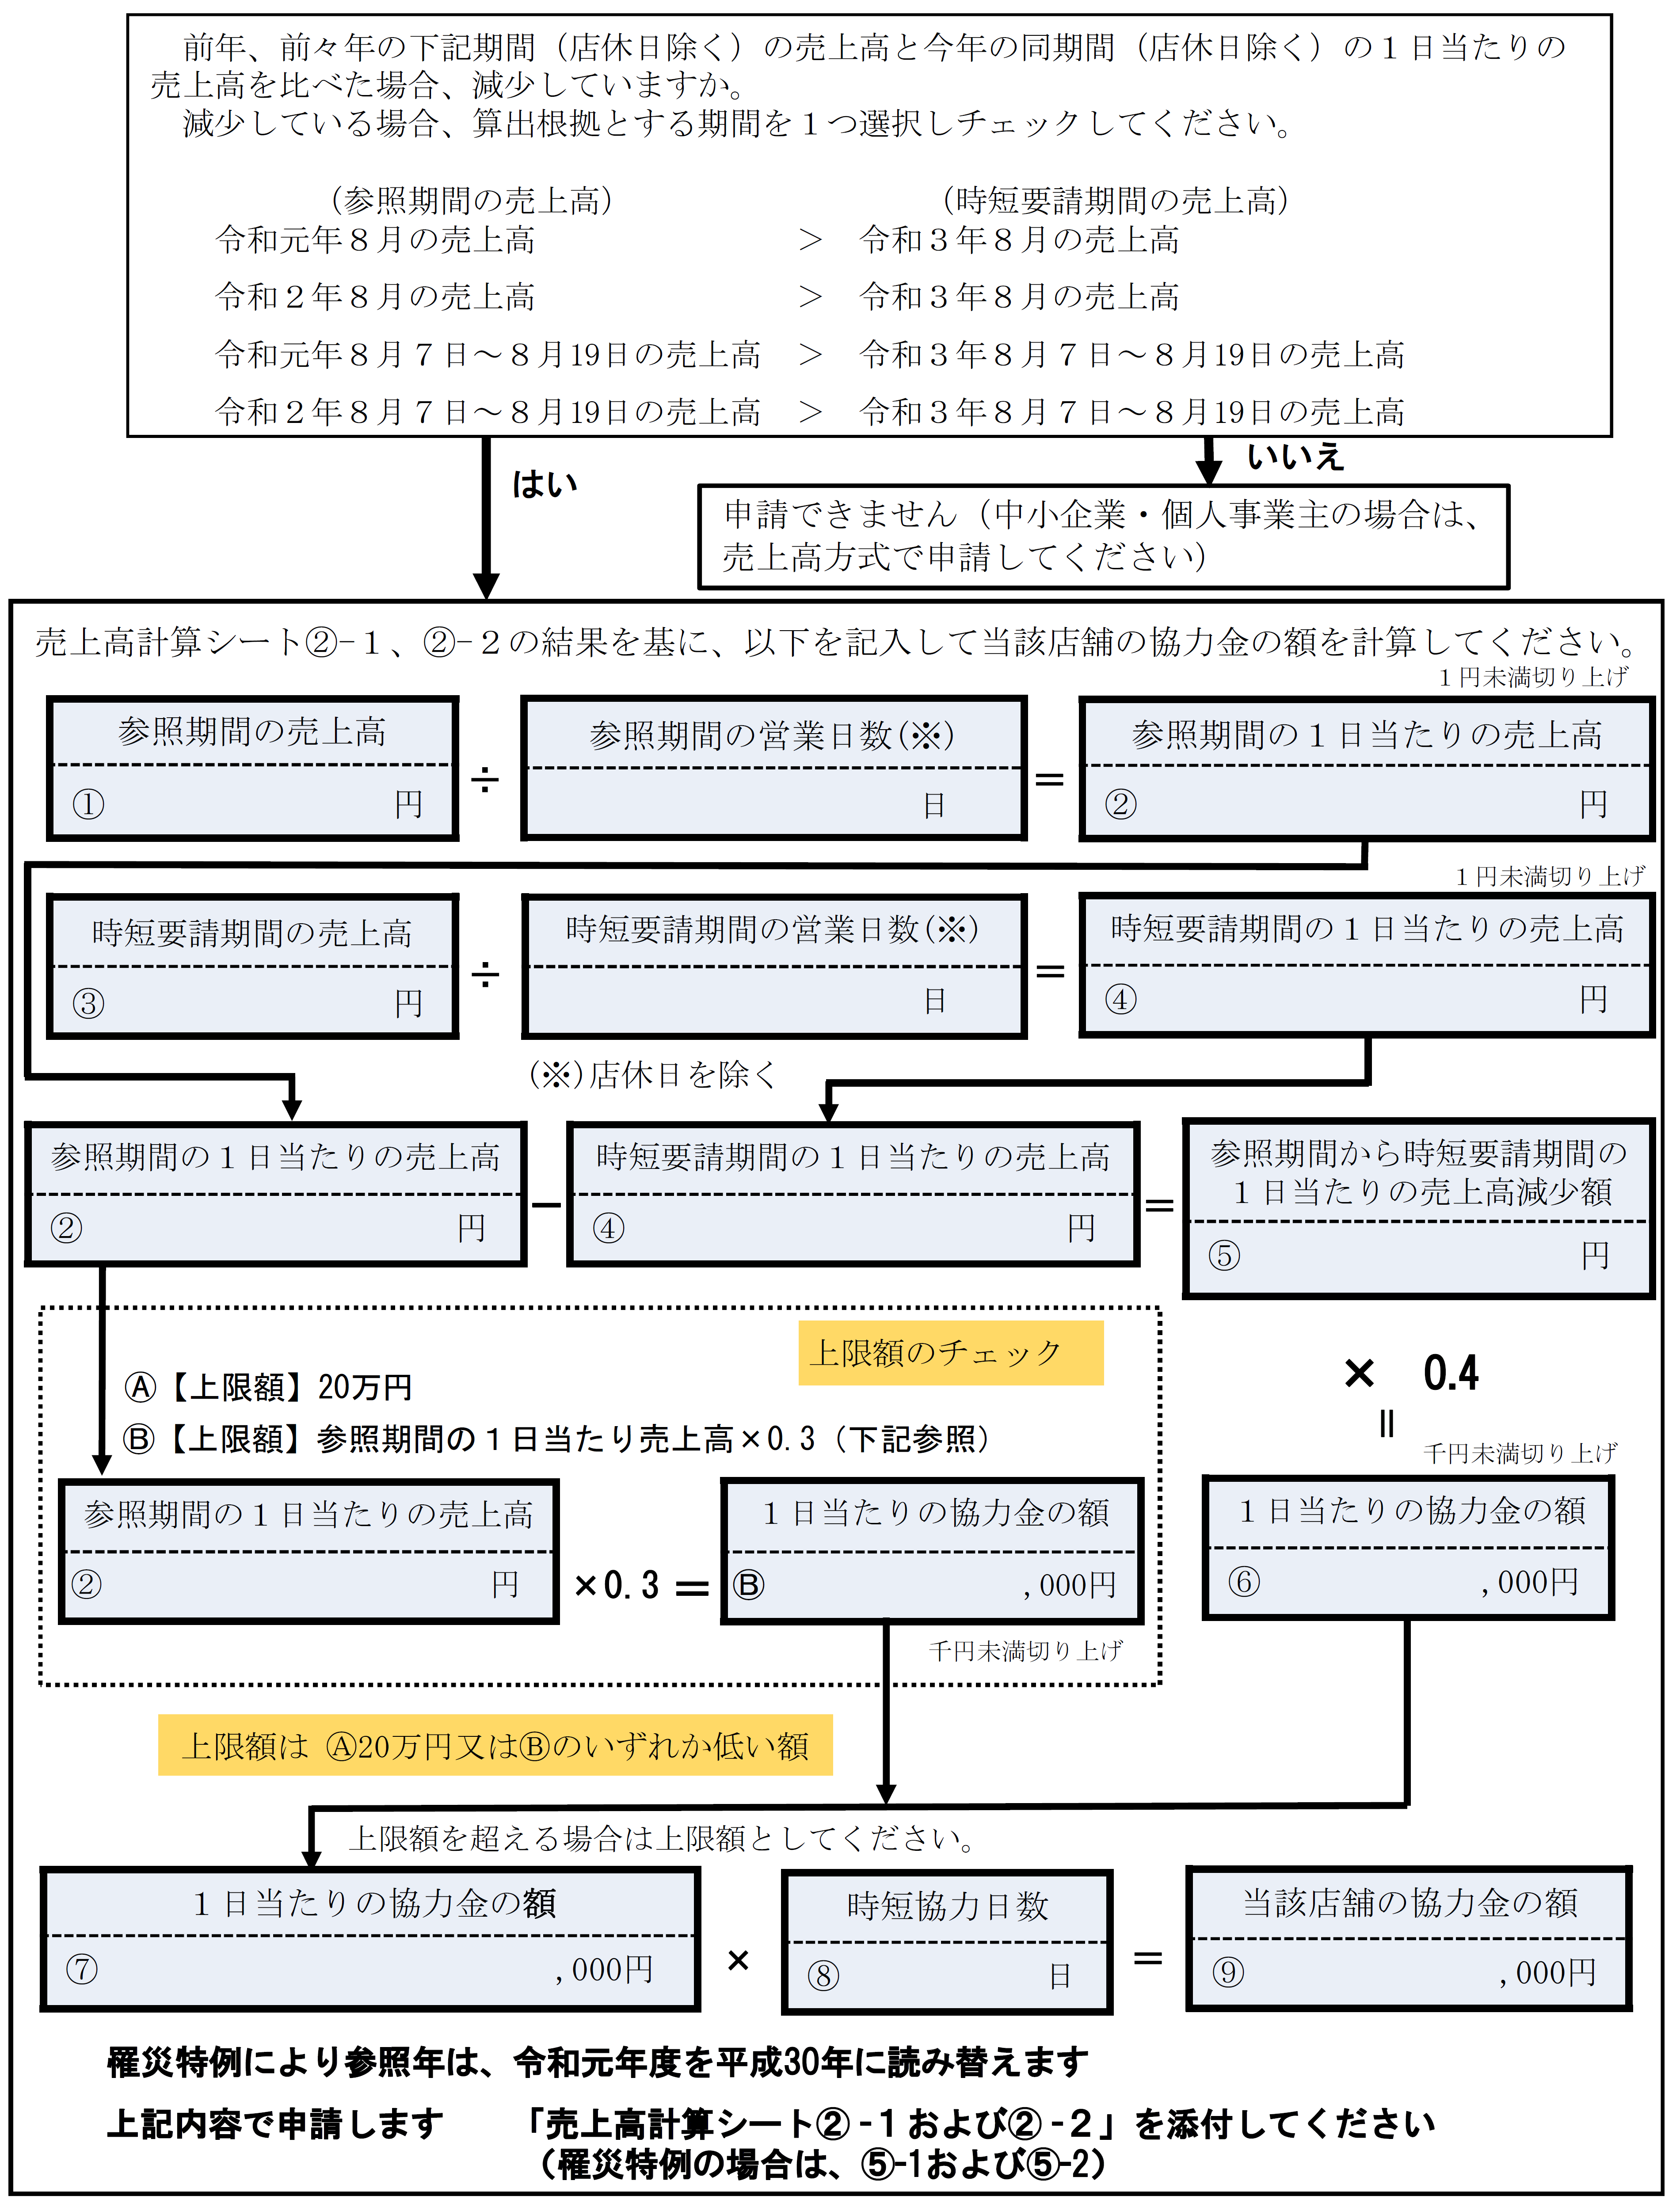 前年、前々年の下記期間（店休日除く）の売上高と今年の同期間（店休日除く）の１日当たりの
売上高を比べた場合、減少していますか。
減少している場合、算出根拠とする期間を１つ選択しチェックしてください。
（参照期間の売上高） （時短要請期間の売上高）
令和元年８月の売上高 ＞ 令和３年８月の売上高
令和２年８月の売上高 ＞ 令和３年８月の売上高
令和元年８月７日～８月19日の売上高 ＞ 令和３年８月７日～８月19日の売上高
令和２年８月７日～８月19日の売上高 ＞ 令和３年８月７日～８月19日の売上高
はい
いいえ
申請できません（中小企業・個人事業主の場合は、
売上高方式で申請してください）
売上高計算シート②-１、②-２の結果を基に、以下を記入して当該店舗の協力金の額を計算してください。
１円未満切り上げ
参照期間の売上高 参照期間の営業日数(※) 参照期間の１日当たりの売上高
① 円 ÷ 日 ＝ ② 円
１円未満切り上げ
時短要請期間の売上高 時短要請期間の営業日数(※) 時短要請期間の１日当たりの売上高
③ 円 ÷ 日 ＝ ④ 円
(※)店休日を除く
参照期間の１日当たりの売上高 時短要請期間の１日当たりの売上高 参照期間から時短要請期間の
１日当たりの売上高減少額
② 円 － ④ 円 ＝ ⑤ 円
上限額のチェック
× 0.4
＝
Ⓐ【上限額】20万円
Ⓑ【上限額】参照期間の１日当たり売上高×0.3（下記参照）
千円未満切り上げ
参照期間の１日当たりの売上高 １日当たりの協力金の額 １日当たりの協力金の額
② 円 ×0.3 ＝ Ⓑ ,000円 ⑥ ,000円
千円未満切り上げ
上限額は Ⓐ20万円又はⒷのいずれか低い額
上限額を超える場合は上限額としてください。
１日当たりの協力金の額 時短協力日数 当該店舗の協力金の額
⑦ ,000円 × ⑧ 日 ＝ ⑨ ,000円
罹災特例により参照年は、令和元年度を平成30年に読み替えます
上記内容で申請します 「売上高計算シート②-１および②-２」を添付してください
（罹災特例の場合は、⑤-1および⑤-2）